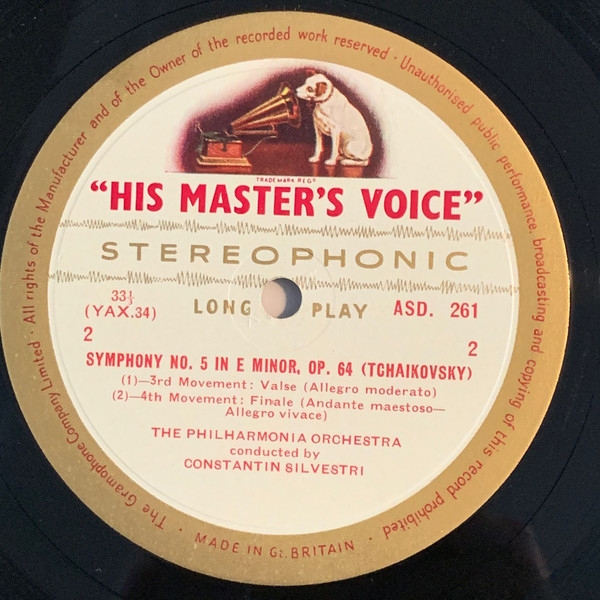 The Gramophone Company Limited · All rights of the Manufacturer and of the Owner of the recorded work reserved · Unauthorised public performance, broadcasting and copying of this record prohibited ·
TRADE MARK REGD
“HIS MASTER'S VOICE”
STEREOPHONIC
33⅓
(YAX.34)
LONG PLAY
ASD. 261
2
2
SYMPHONY NO. 5 IN E MINOR, OP. 64 (TCHAIKOVSKY)
(1)—3rd Movement: Valse (Allegro moderato)
(2)—4th Movement: Finale (Andante maestoso—
Allegro vivace)
THE PHILHARMONIA ORCHESTRA
conducted by
CONSTANTIN SILVESTRI
MADE IN Gt. BRITAIN